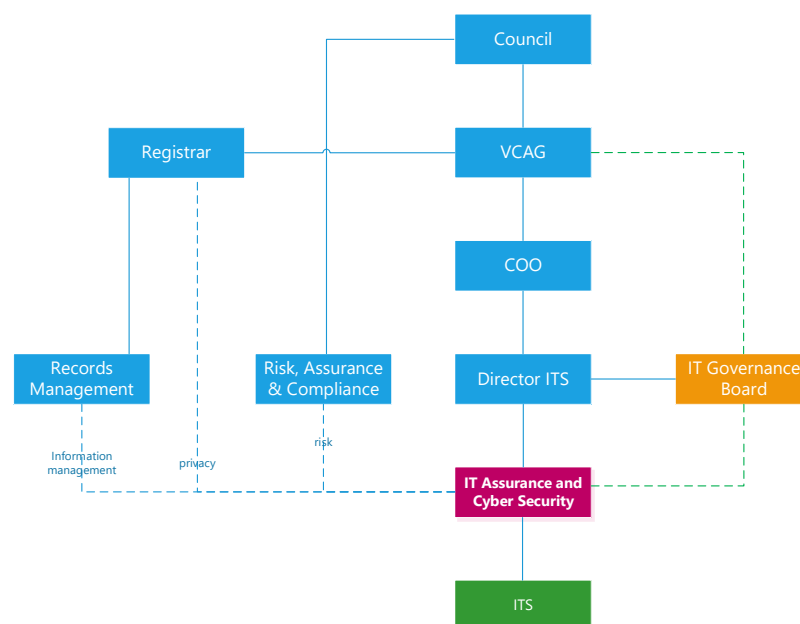 Council
Registrar
VCAG
COO
Records
Management
Risk, Assurance
& Compliance
Director ITS
IT Governance
Board
Information
management
privacy
risk
IT Assurance and
Cyber Security
ITS